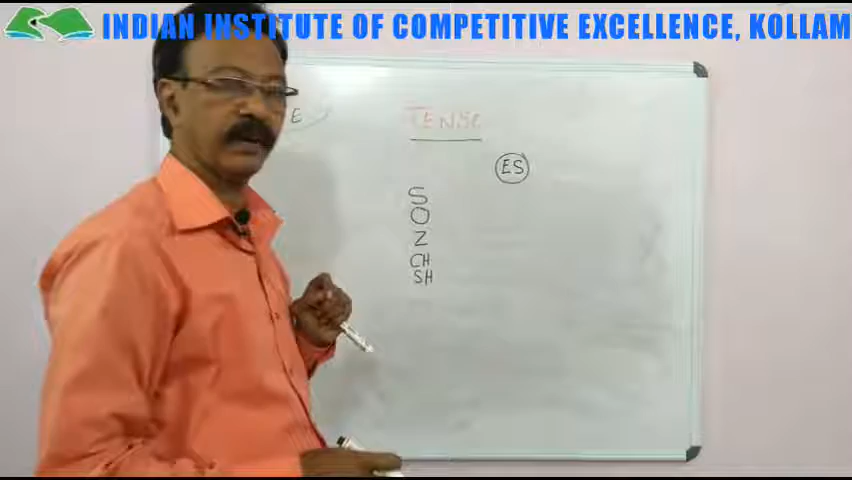 INDIAN INSTITUTE OF COMPETITIVE EXCELLENCE, KOLLAM
E
TENSE
ES
S
O
Z
CH
SH